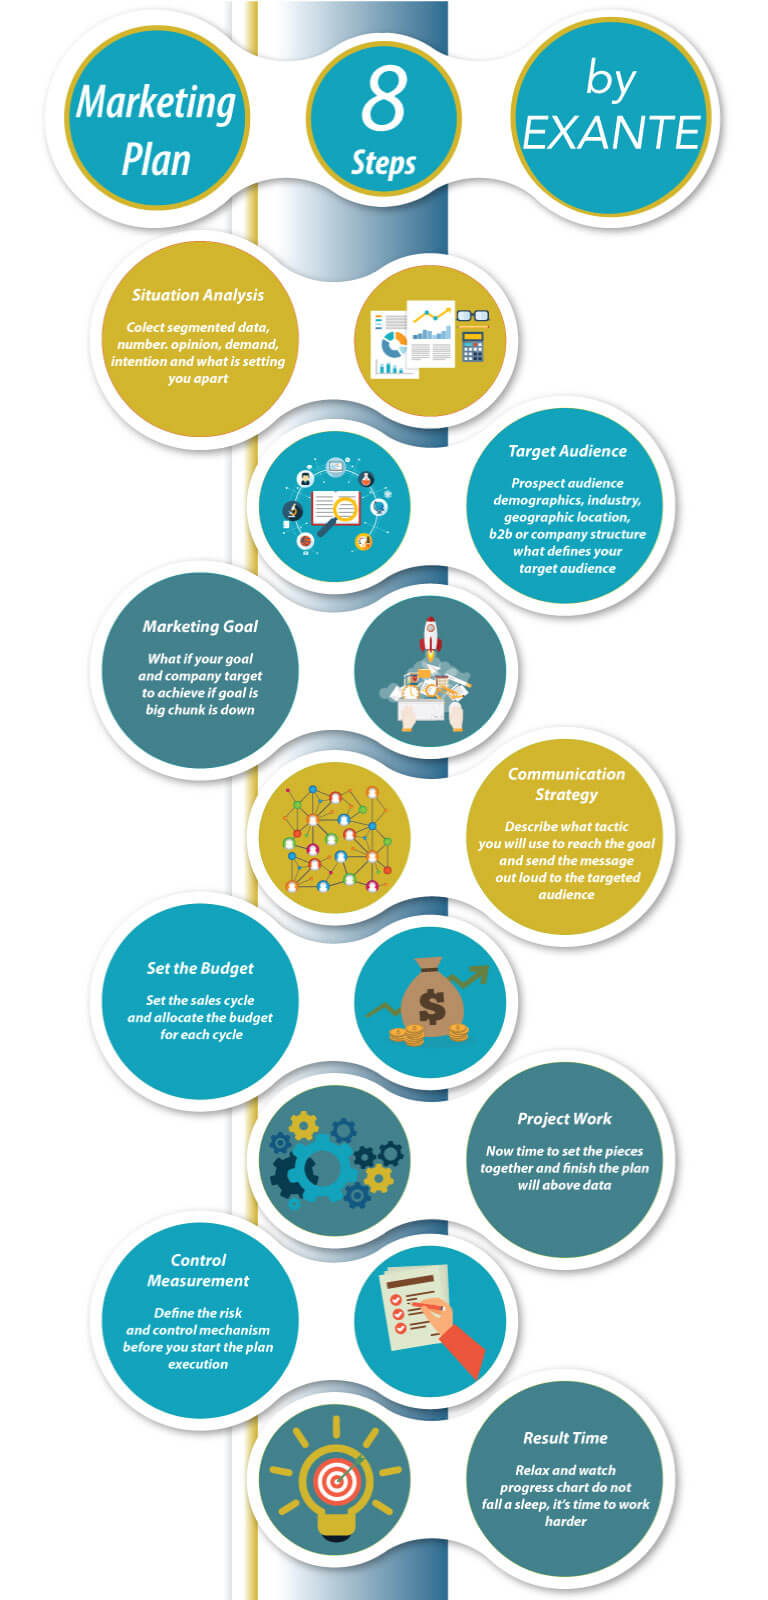 Marketing
Plan
8
Steps
by
EXANTE
Situation Analysis
Colect segmented data,
number. opinion, demand,
intention and what is setting
you apart
Target Audience
Prospect audience
demographics, industry,
geographic location,
b2b or company structure
what defines your
target audience
Marketing Goal
What if your goal
and company target
to achieve if goal is
big chunk is down
Communication
Strategy
Describe what tactic
you will use to reach the goal
and send the message
out loud to the targeted
audience
Set the Budget
Set the sales cycle
and allocate the budget
for each cycle
$
Project Work
Now time to set the pieces
together and finish the plan
will above data
Control
Measurement
Define the risk
and control mechanism
before you start the plan
execution
Result Time
Relax and watch
progress chart do not
fall a sleep, it's time to work
harder